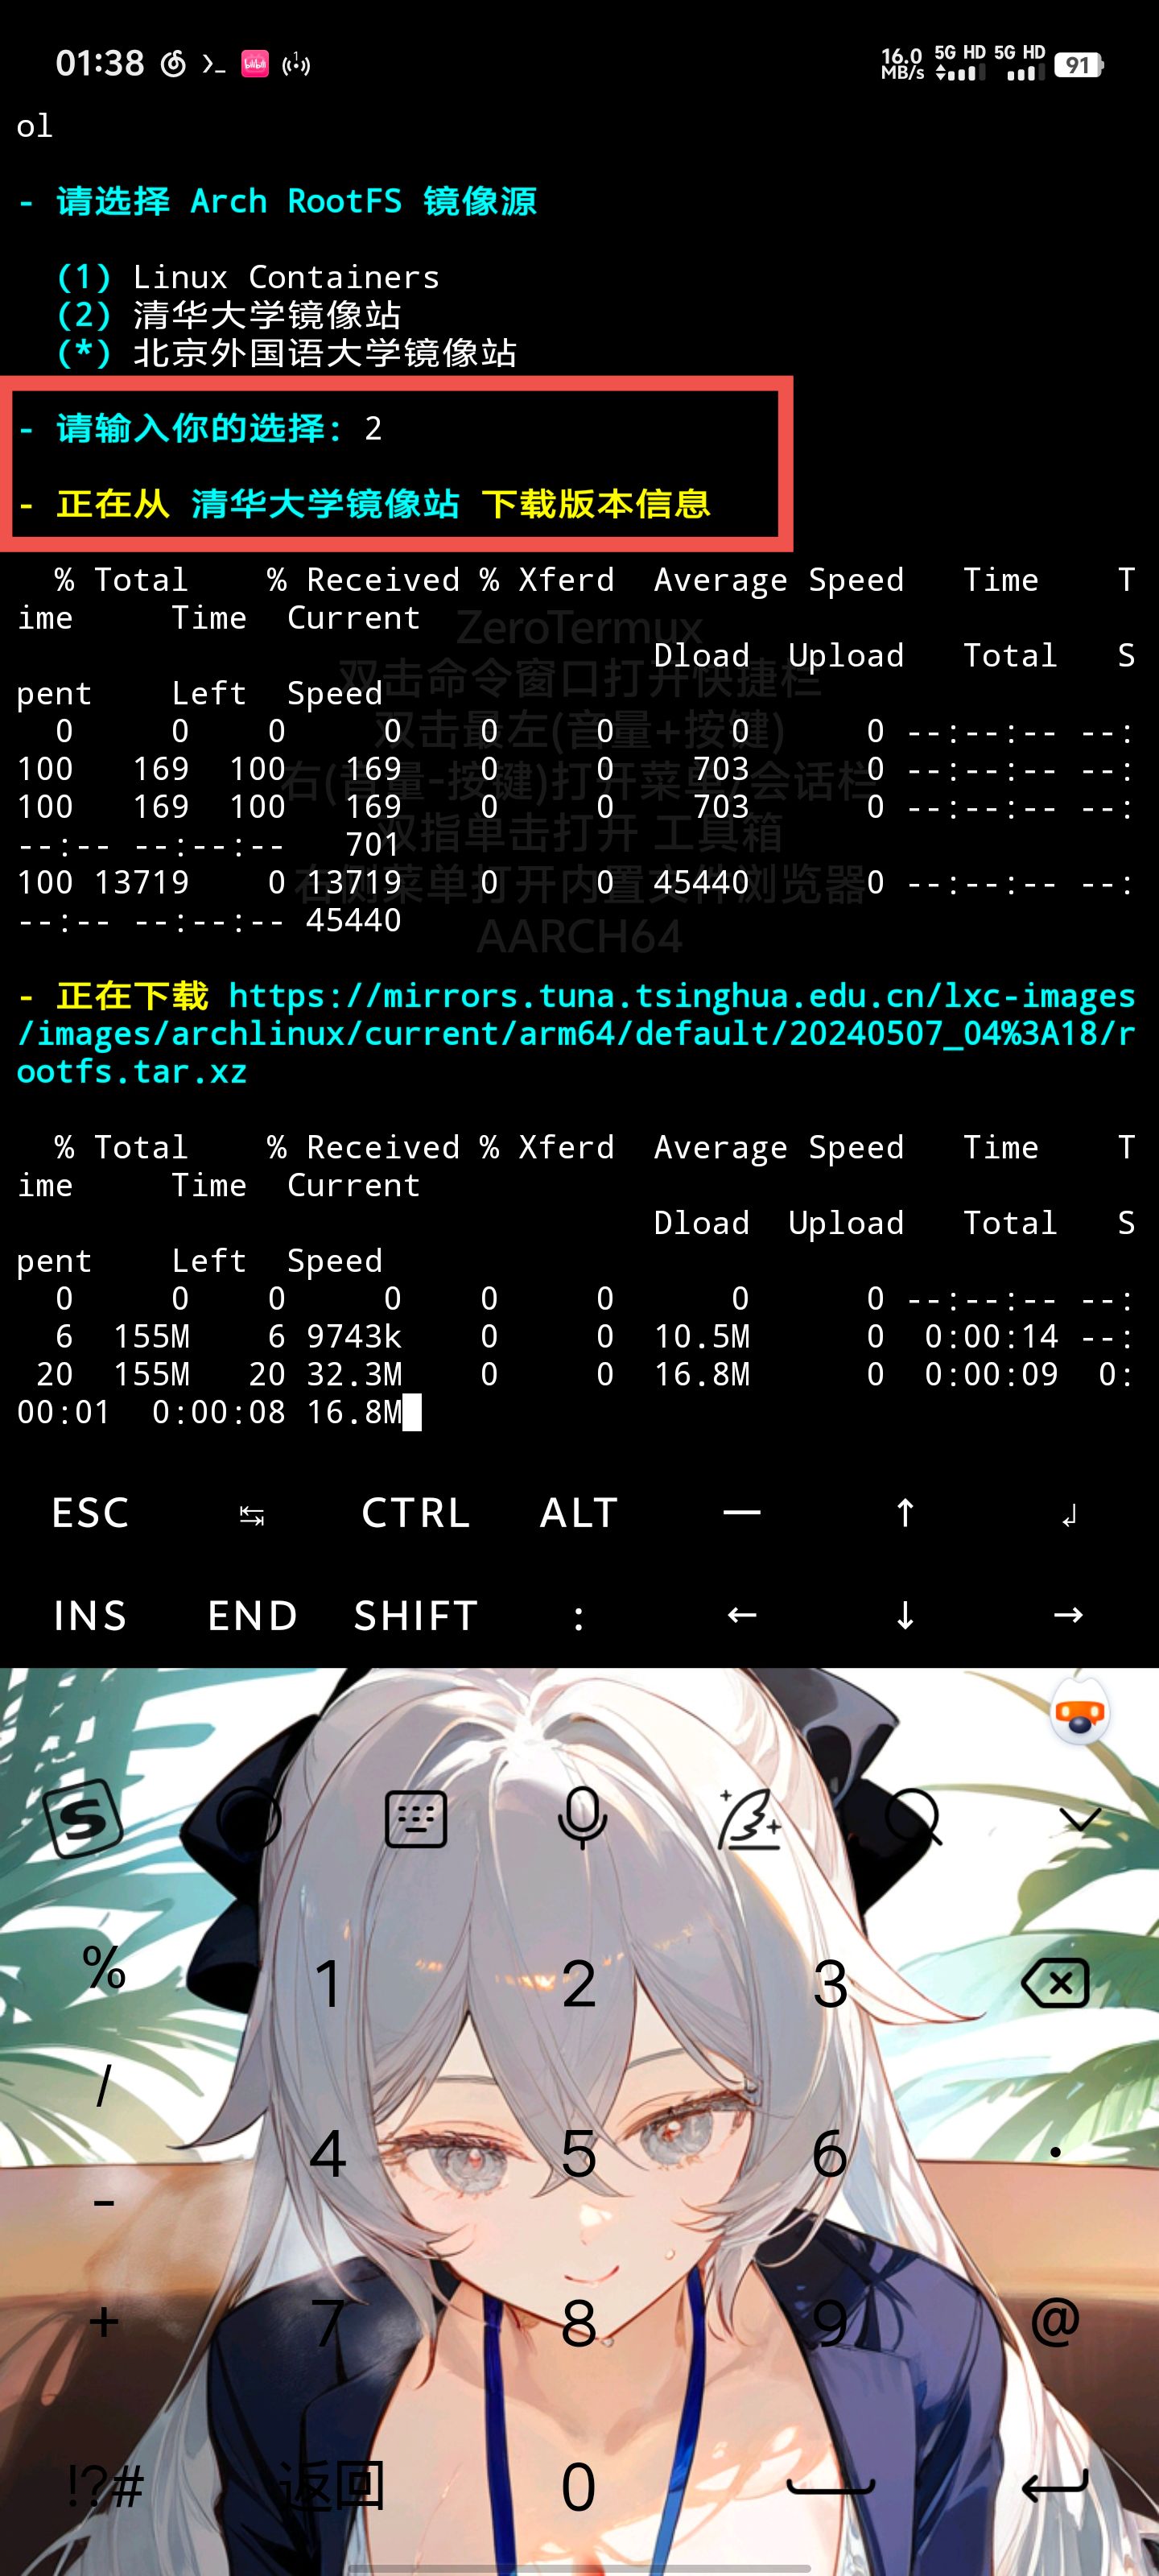 01:38
16.0 MB/s 5G HD 5G HD 91
ol
- 请选择 Arch RootFS 镜像源
(1) Linux Containers
(2) 清华大学镜像站
(*) 北京外国语大学镜像站
- 请输入你的选择: 2
- 正在从 清华大学镜像站 下载版本信息
% Total % Received % Xferd Average Speed Time T
ime Time Current
Dload Upload Total S
pent Left Speed
0 0 0 0 0 0 0 0 --:--:-- --:
100 169 100 169 0 0 703 0 --:--:-- --:
100 169 100 169 0 0 703 0 --:--:-- --:
--:-- --:--:-- 701
100 13719 0 13719 0 0 45440 0 --:--:-- --:
--:-- --:--:-- 45440
ZeroTermux
双击命令窗口打开快捷栏
双击最左(音量+按键)
右(音量-按键)打开菜单/会话栏
双指单击打开 工具箱
右侧菜单打开内置文件浏览器
AARCH64
- 正在下载 https://mirrors.tuna.tsinghua.edu.cn/lxc-images
/images/archlinux/current/arm64/default/20240507_04%3A18/r
ootfs.tar.xz
% Total % Received % Xferd Average Speed Time T
ime Time Current
Dload Upload Total S
pent Left Speed
0 0 0 0 0 0 0 0 --:--:-- --:
6 155M 6 9743k 0 0 10.5M 0 0:00:14 --:
20 155M 20 32.3M 0 0 16.8M 0 0:00:09 0:
00:01 0:00:08 16.8M
ESC ↹ CTRL ALT — ↑ ↲
INS END SHIFT : ← ↓ →
S
% 1 2 3
/
4 5 6 .
-
+ 7 8 9 @
!?# 返回 0